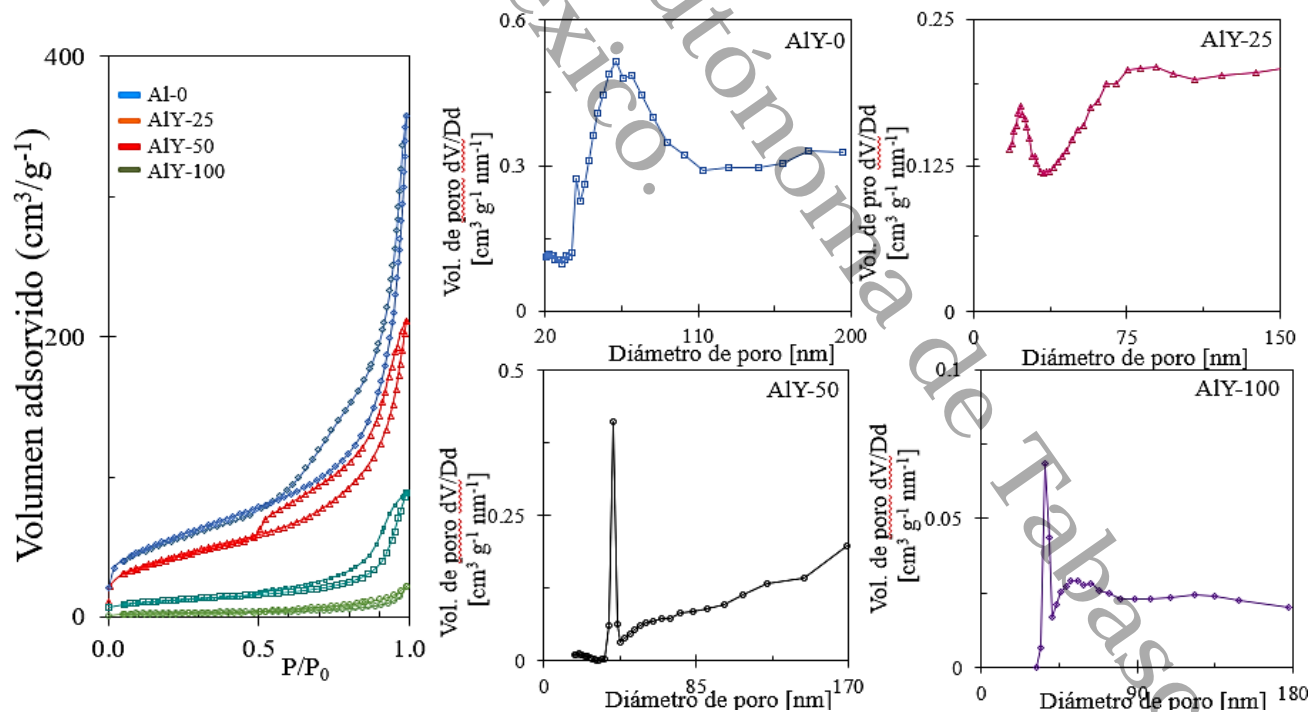 400
200
0
Volumen adsorvido (cm³/g⁻¹)
Al-0
AlY-25
AlY-50
AlY-100
0.0 0.5 1.0
P/P₀
AlY-0
0.6
0.3
0
Vol. de poro dV/Dd
[cm³ g⁻¹ nm⁻¹]
20 110 200
Diámetro de poro [nm]
AlY-25
0.25
0.125
0
Vol. de pro dV/Dd
[cm³ g⁻¹ nm⁻¹]
0 75 150
Diámetro de poro [nm]
AlY-50
0.5
0.25
0
Vol. de poro dV/Dd
[cm³ g⁻¹ nm⁻¹]
0 85 170
Diámetro de poro [nm]
AlY-100
0.1
0.05
0
Vol. de poro dV/Dd
[cm³ g⁻¹ nm⁻¹]
0 90 180
Diámetro de poro [nm]
utónoma de Tabasc
xico.